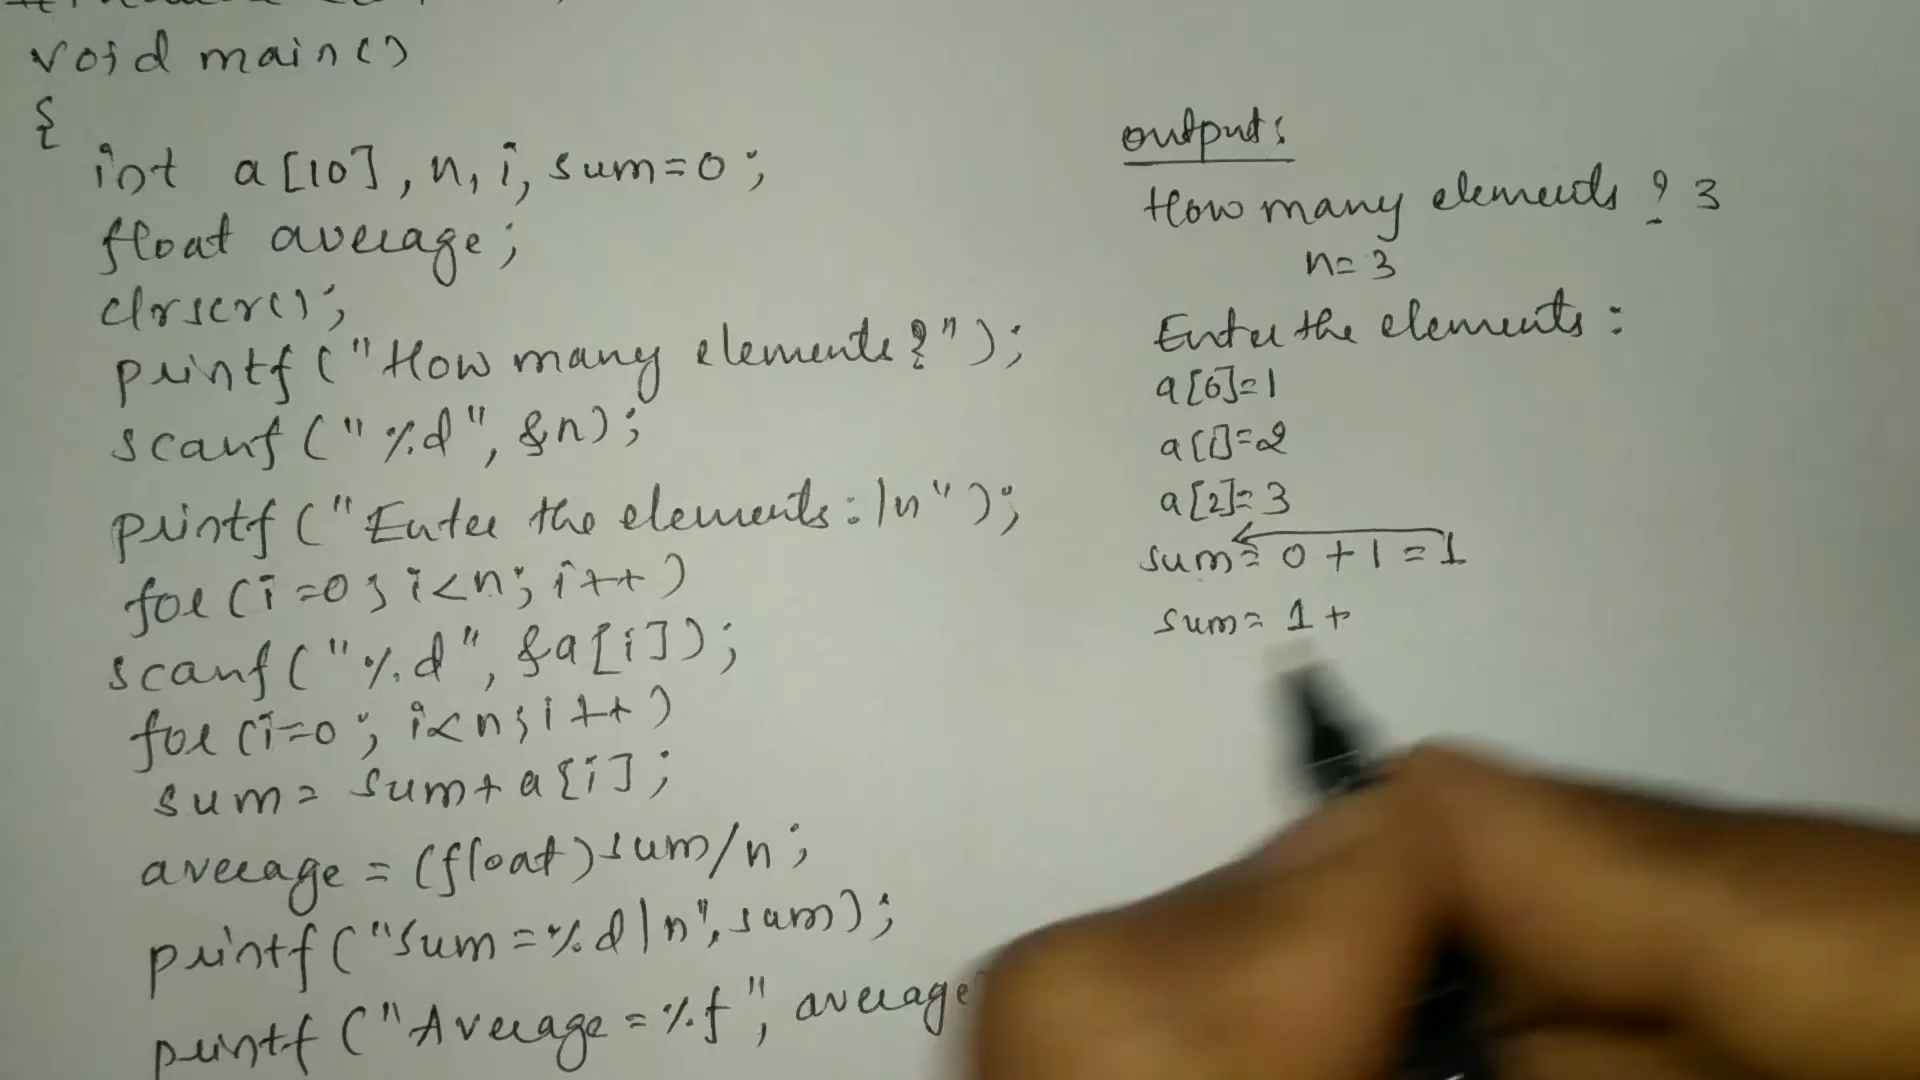 void main()
{
int a[10], n, i, sum=0;
float average;
clrscr();
printf("How many elements?");
scanf("%d", &n);
printf("Enter the elements:\n");
for(i=0; i<n; i++)
scanf("%d", &a[i]);
for(i=0; i<n; i++)
sum= sum+a[i];
average = (float)sum/n;
printf("Sum=%d\n", sum);
printf("Average=%f", average
output:
How many elements? 3
n=3
Enter the elements:
a[0]=1
a[1]=2
a[2]=3
sum= 0+1=1
sum= 1+